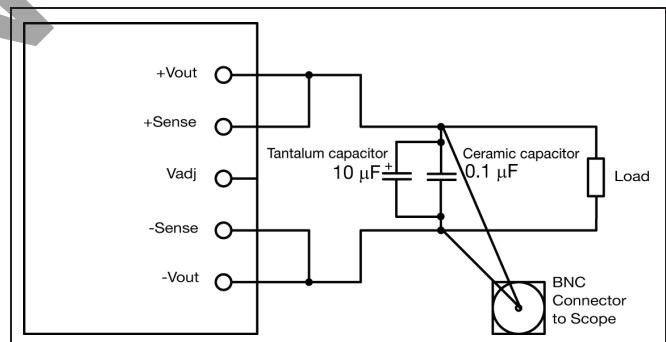 +Vout
+Sense
Vadj
-Sense
-Vout
Tantalum capacitor
10 μF
+
Ceramic capacitor
0.1 μF
Load
BNC
Connector
to Scope